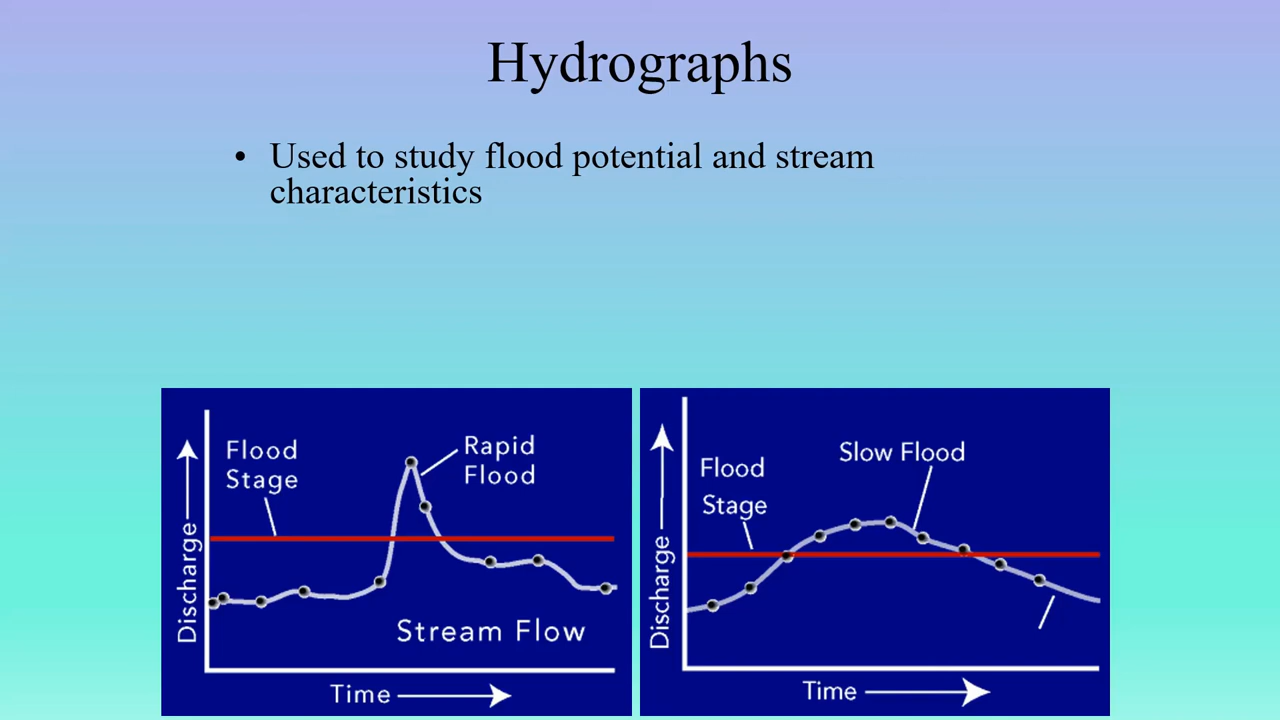 Hydrographs
• Used to study flood potential and stream
characteristics
Flood
Stage
Rapid
Flood
Discharge
Stream Flow
Time
Slow Flood
Flood
Stage
Discharge
Time